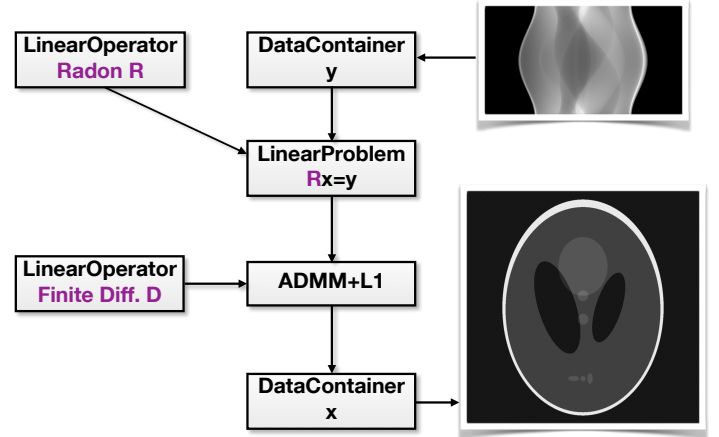 LinearOperator
Radon R
DataContainer
y
LinearProblem
Rx=y
LinearOperator
Finite Diff. D
ADMM+L1
DataContainer
x